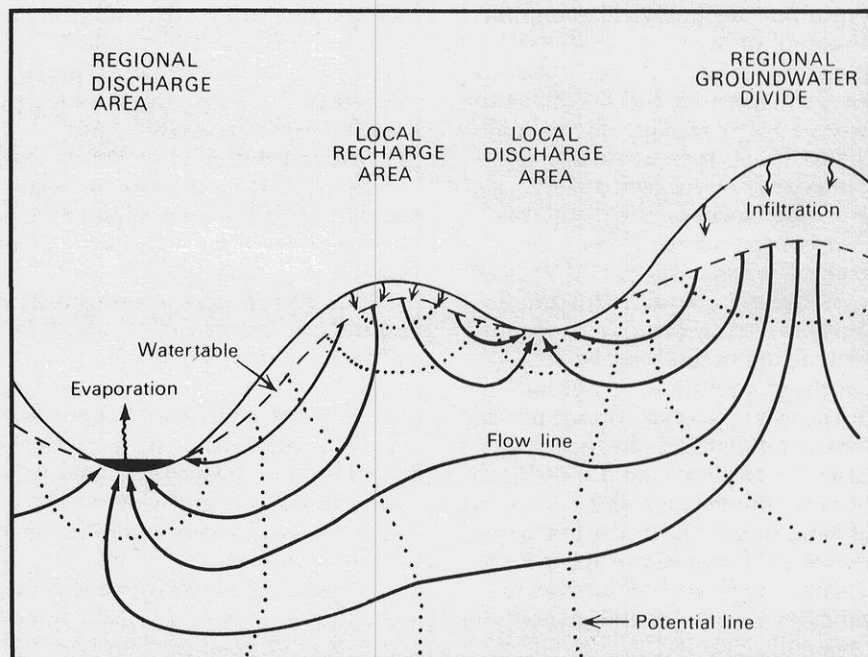 REGIONAL
DISCHARGE
AREA
LOCAL
RECHARGE
AREA
LOCAL
DISCHARGE
AREA
REGIONAL
GROUNDWATER
DIVIDE
Infiltration
Watertable
Evaporation
Flow line
Potential line